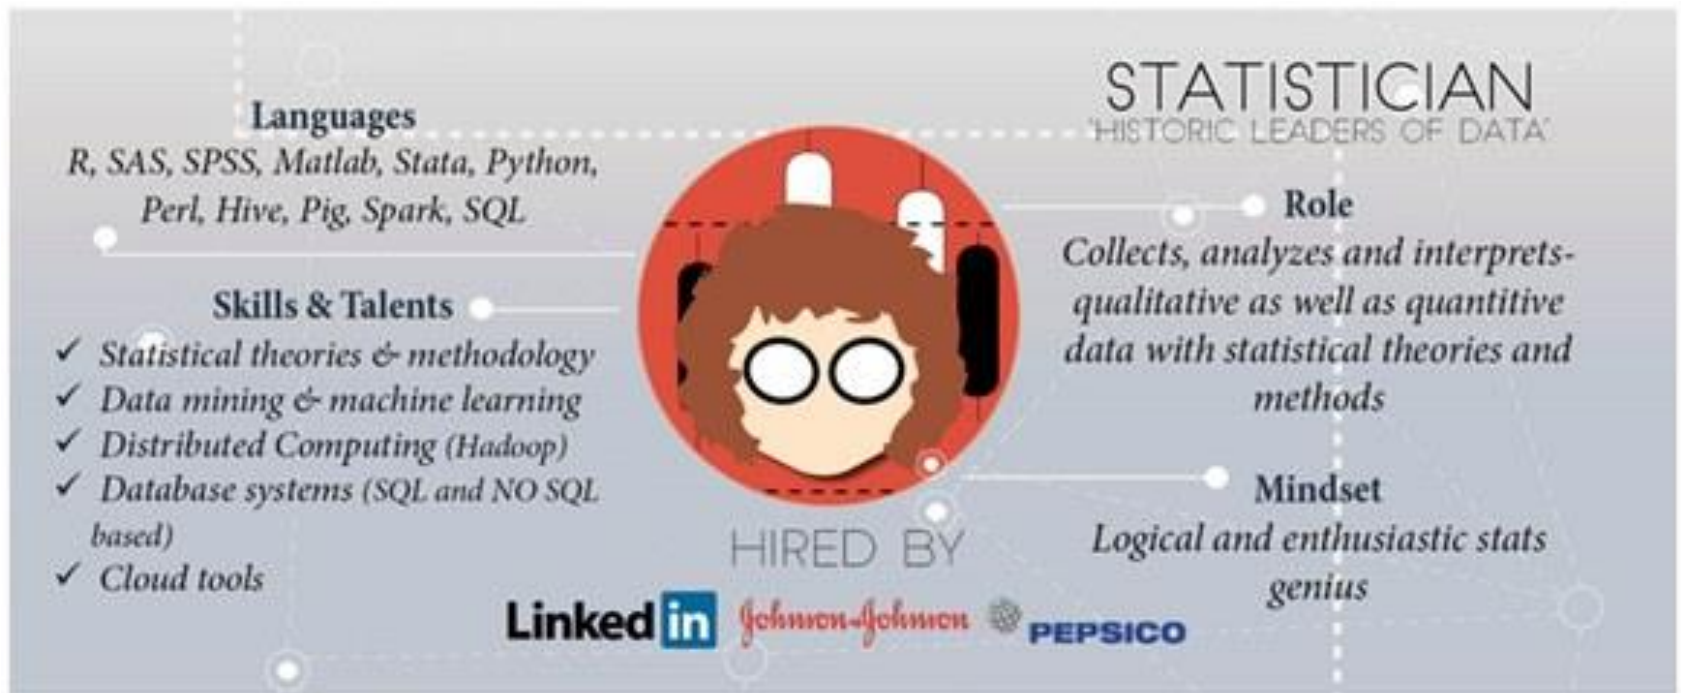 Languages
R, SAS, SPSS, Matlab, Stata, Python,
Perl, Hive, Pig, Spark, SQL
Skills & Talents
✓ Statistical theories & methodology
✓ Data mining & machine learning
✓ Distributed Computing (Hadoop)
✓ Database systems (SQL and NO SQL
based)
✓ Cloud tools
STATISTICIAN
'HISTORIC LEADERS OF DATA'
Role
Collects, analyzes and interprets-
qualitative as well as quantitive
data with statistical theories and
methods
Mindset
Logical and enthusiastic stats
genius
HIRED BY
Linked in Johnson & Johnson PEPSICO